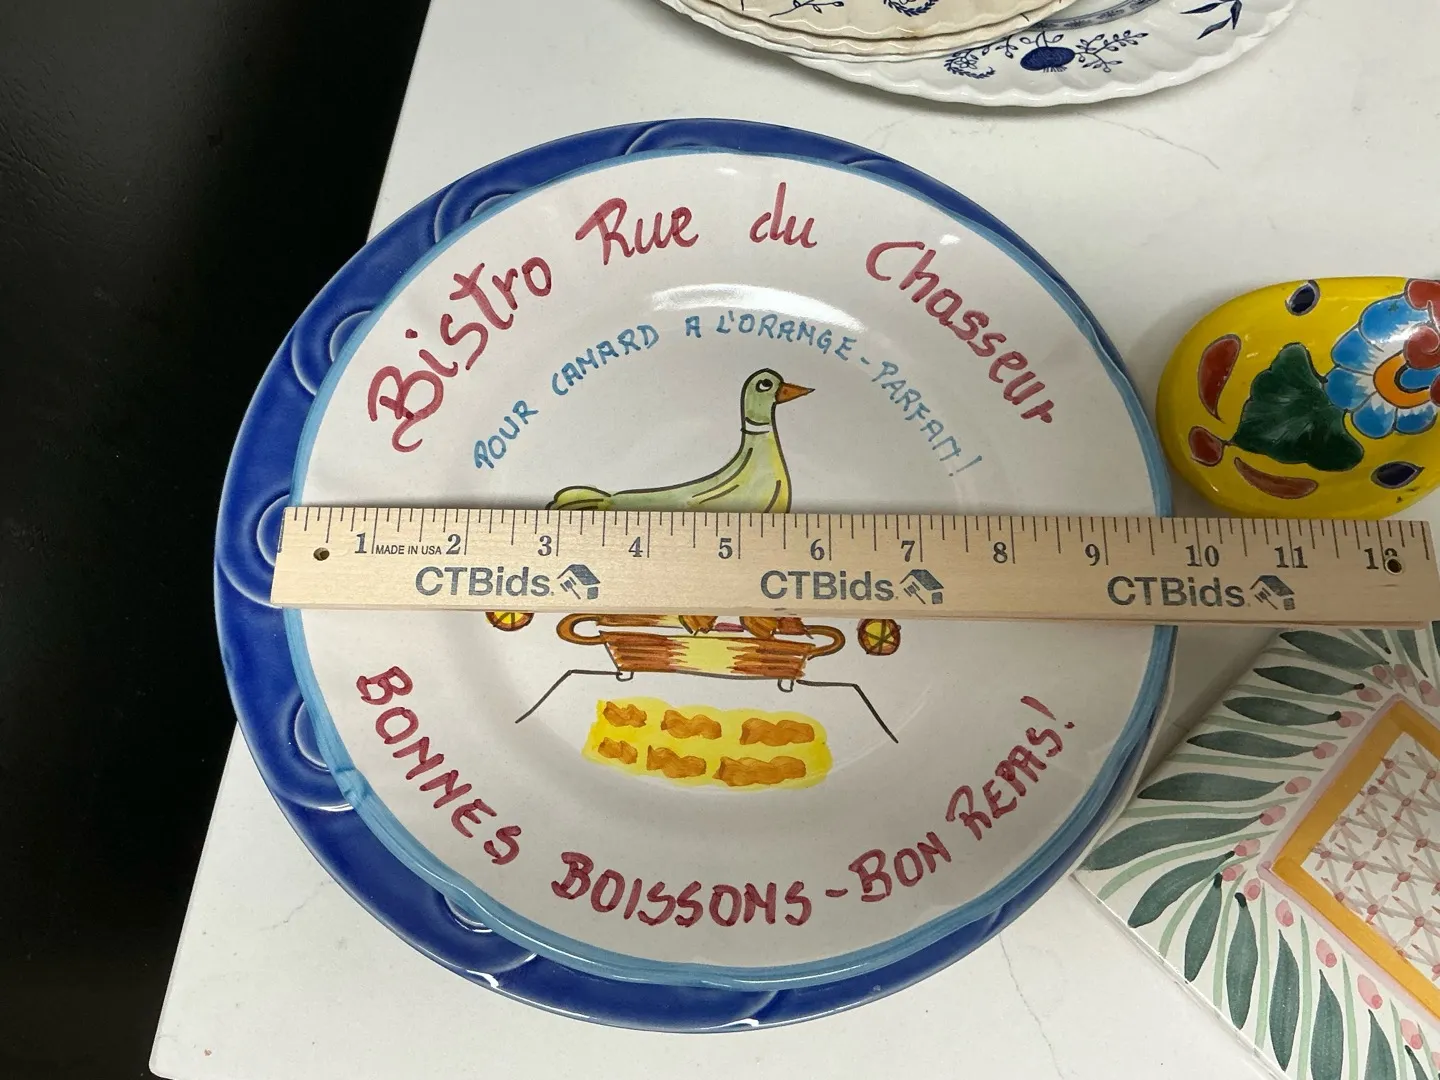 Bistro Rue du Chasseur
POUR CANARD A L'ORANGE-PARFAIT!
1 MADE IN USA 2 3 4 5 6 7 8 9 10 11 12
CTBids. CTBids. CTBids.
BONNES BOISSONS-BON REPAS!